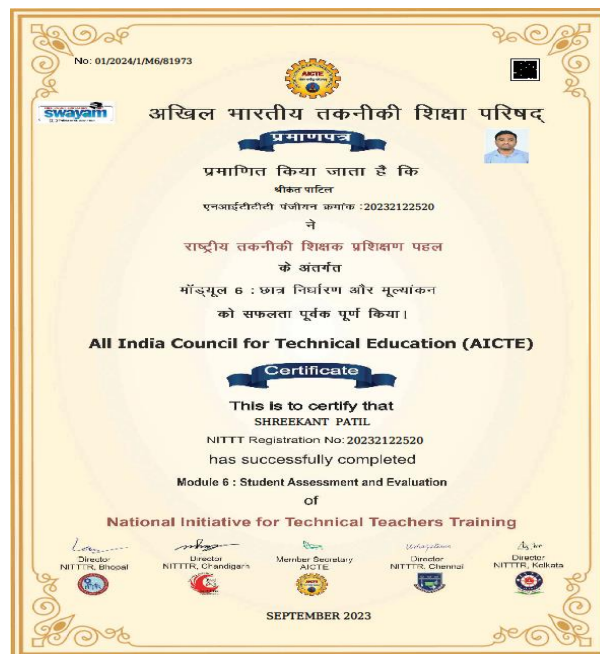 No: 01/2024/1/M6/81973
AICTE
swayam
अखिल भारतीय तकनीकी शिक्षा परिषद्
प्रमाणपत्र
प्रमाणित किया जाता है कि
श्रीकंत पाटिल
एनआईटीटीटी पंजीयन क्रमांक :20232122520
ने
राष्ट्रीय तकनीकी शिक्षक प्रशिक्षण पहल
के अंतर्गत
मॉड्यूल 6 : छात्र निर्धारण और मूल्यांकन
को सफलता पूर्वक पूर्ण किया।
All India Council for Technical Education (AICTE)
Certificate
This is to certify that
SHREEKANT PATIL
NITTT Registration No: 20232122520
has successfully completed
Module 6 : Student Assessment and Evaluation
of
National Initiative for Technical Teachers Training
Director Director Member Secretary Director Director
NITTTR, Bhopal NITTTR, Chandigarh AICTE NITTTR, Chennai NITTTR, Kolkata
SEPTEMBER 2023